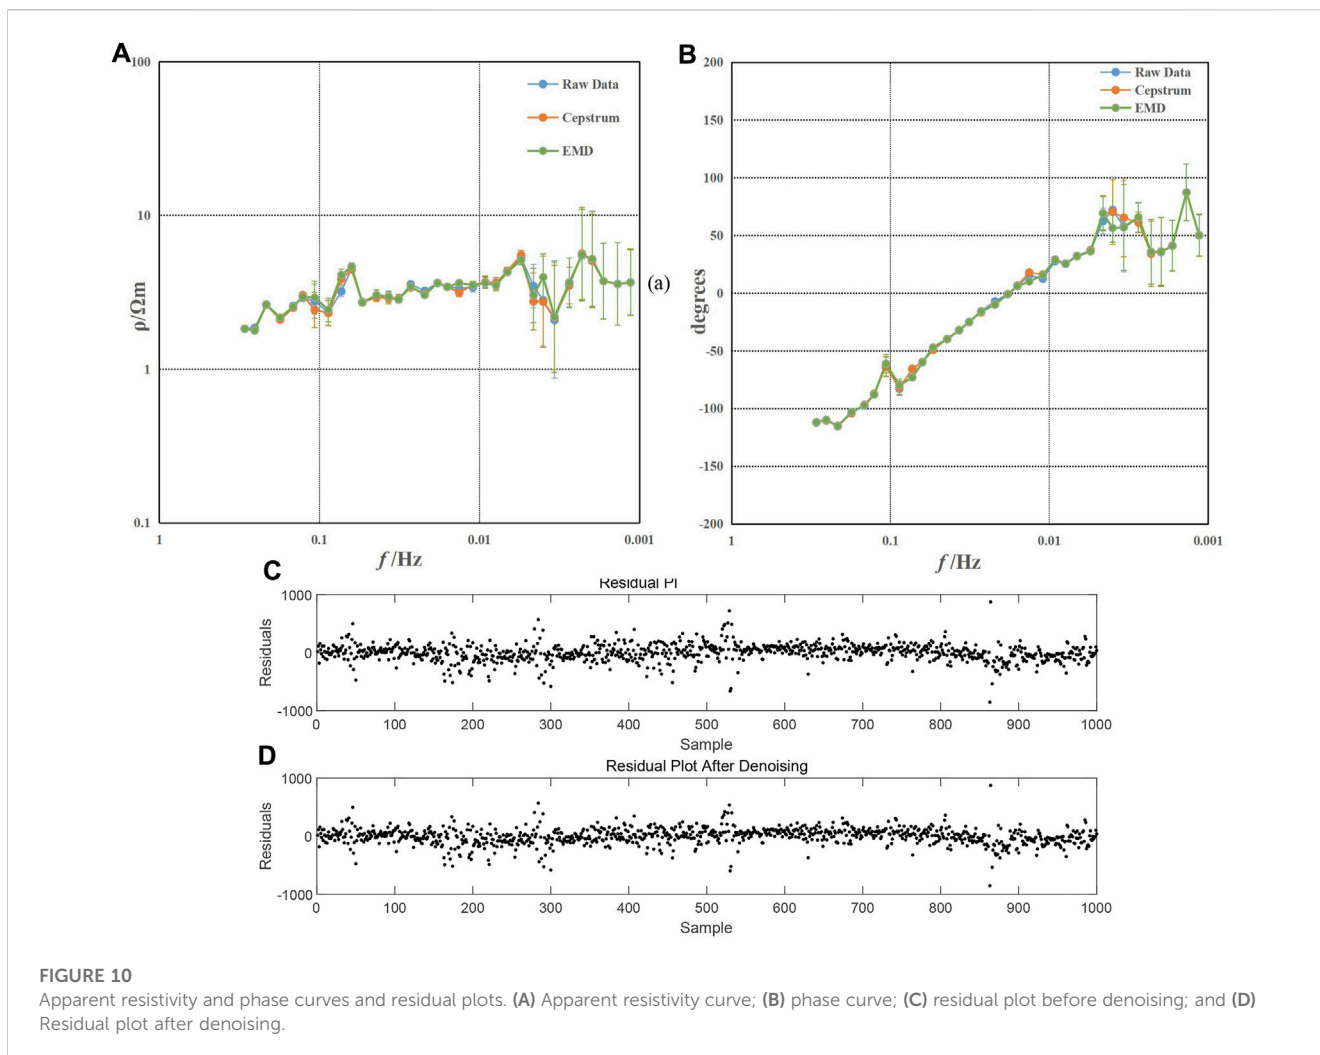 A
100
10
1
0.1
ρ/Ωm
1
0.1
0.01
0.001
f/Hz
Raw Data
Cepstrum
EMD
(a)
B
200
150
100
50
0
-50
-100
-150
-200
degrees
1
0.1
0.01
0.001
f/Hz
Raw Data
Cepstrum
EMD
C
Residual Pl
1000
0
-1000
Residuals
0 100 200 300 400 500 600 700 800 900 1000
Sample
D
Residual Plot After Denoising
1000
0
-1000
Residuals
0 100 200 300 400 500 600 700 800 900 1000
Sample
FIGURE 10
Apparent resistivity and phase curves and residual plots. (A) Apparent resistivity curve; (B) phase curve; (C) residual plot before denoising; and (D)
Residual plot after denoising.